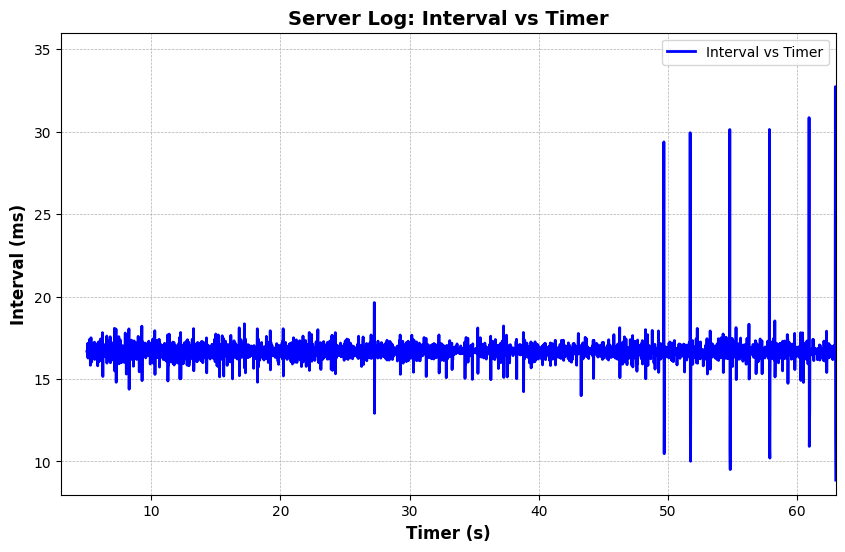 Server Log: Interval vs Timer
Interval vs Timer
35
30
25
20
15
10
Interval (ms)
10 20 30 40 50 60
Timer (s)